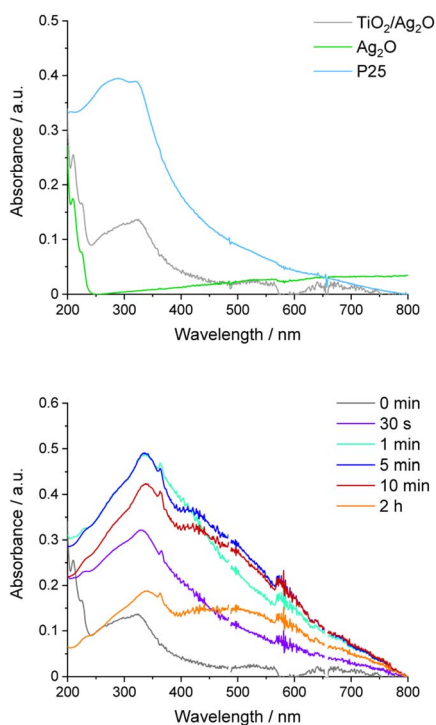 TiO₂/Ag₂O
Ag₂O
P25
0.5
0.4
0.3
0.2
0.1
0
Absorbance / a.u.
200 300 400 500 600 700 800
Wavelength / nm
0 min
30 s
1 min
5 min
10 min
2 h
0.6
0.5
0.4
0.3
0.2
0.1
0
Absorbance / a.u.
200 300 400 500 600 700 800
Wavelength / nm